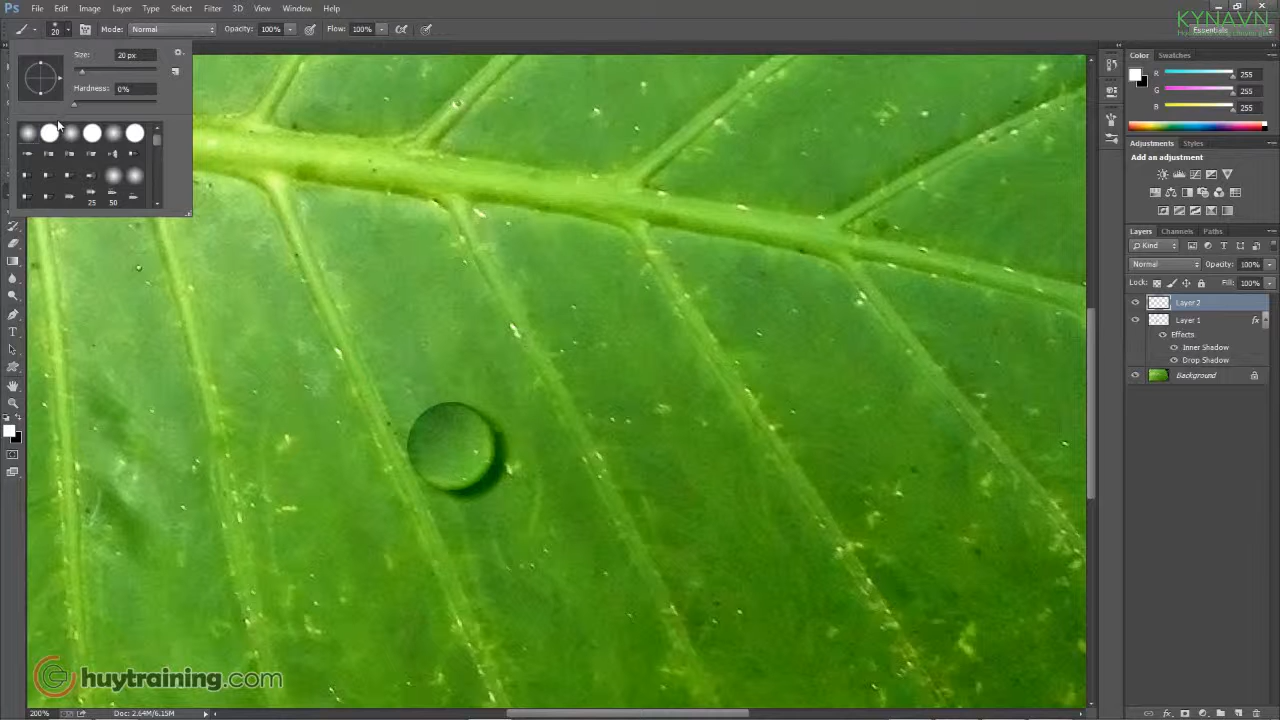 Ps File Edit Image Layer Type Select Filter 3D View Window Help
KYNAVN
20 Mode: Normal Opacity: 100% Flow: 100% Essentials
Size: 20 px
Hardness: 0%
25 50
Color Swatches
R 255
G 255
B 255
Adjustments Styles
Add an adjustment
Layers Channels Paths
Kind
Normal Opacity: 100%
Lock: Fill: 100%
Layer 2
Layer 1 fx
Effects
Inner Shadow
Drop Shadow
Background
huytraining.com
200% Doc: 2.64M/6.15M